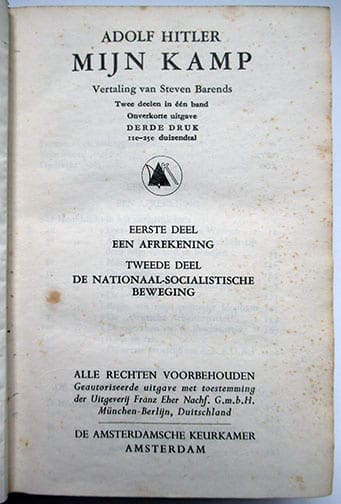 ADOLF HITLER
MIJN KAMP
Vertaling van Steven Barends
Twee deelen in één band
Onverkorte uitgave
DERDE DRUK
11e-25e duizendtal
EERSTE DEEL
EEN AFREKENING
TWEEDE DEEL
DE NATIONAAL-SOCIALISTISCHE
BEWEGING
ALLE RECHTEN VOORBEHOUDEN
Geautoriseerde uitgave met toestemming
der Uitgeverij Franz Eher Nachf. G.m.b.H.
München-Berlijn, Duitschland
DE AMSTERDAMSCHE KEURKAMER
AMSTERDAM